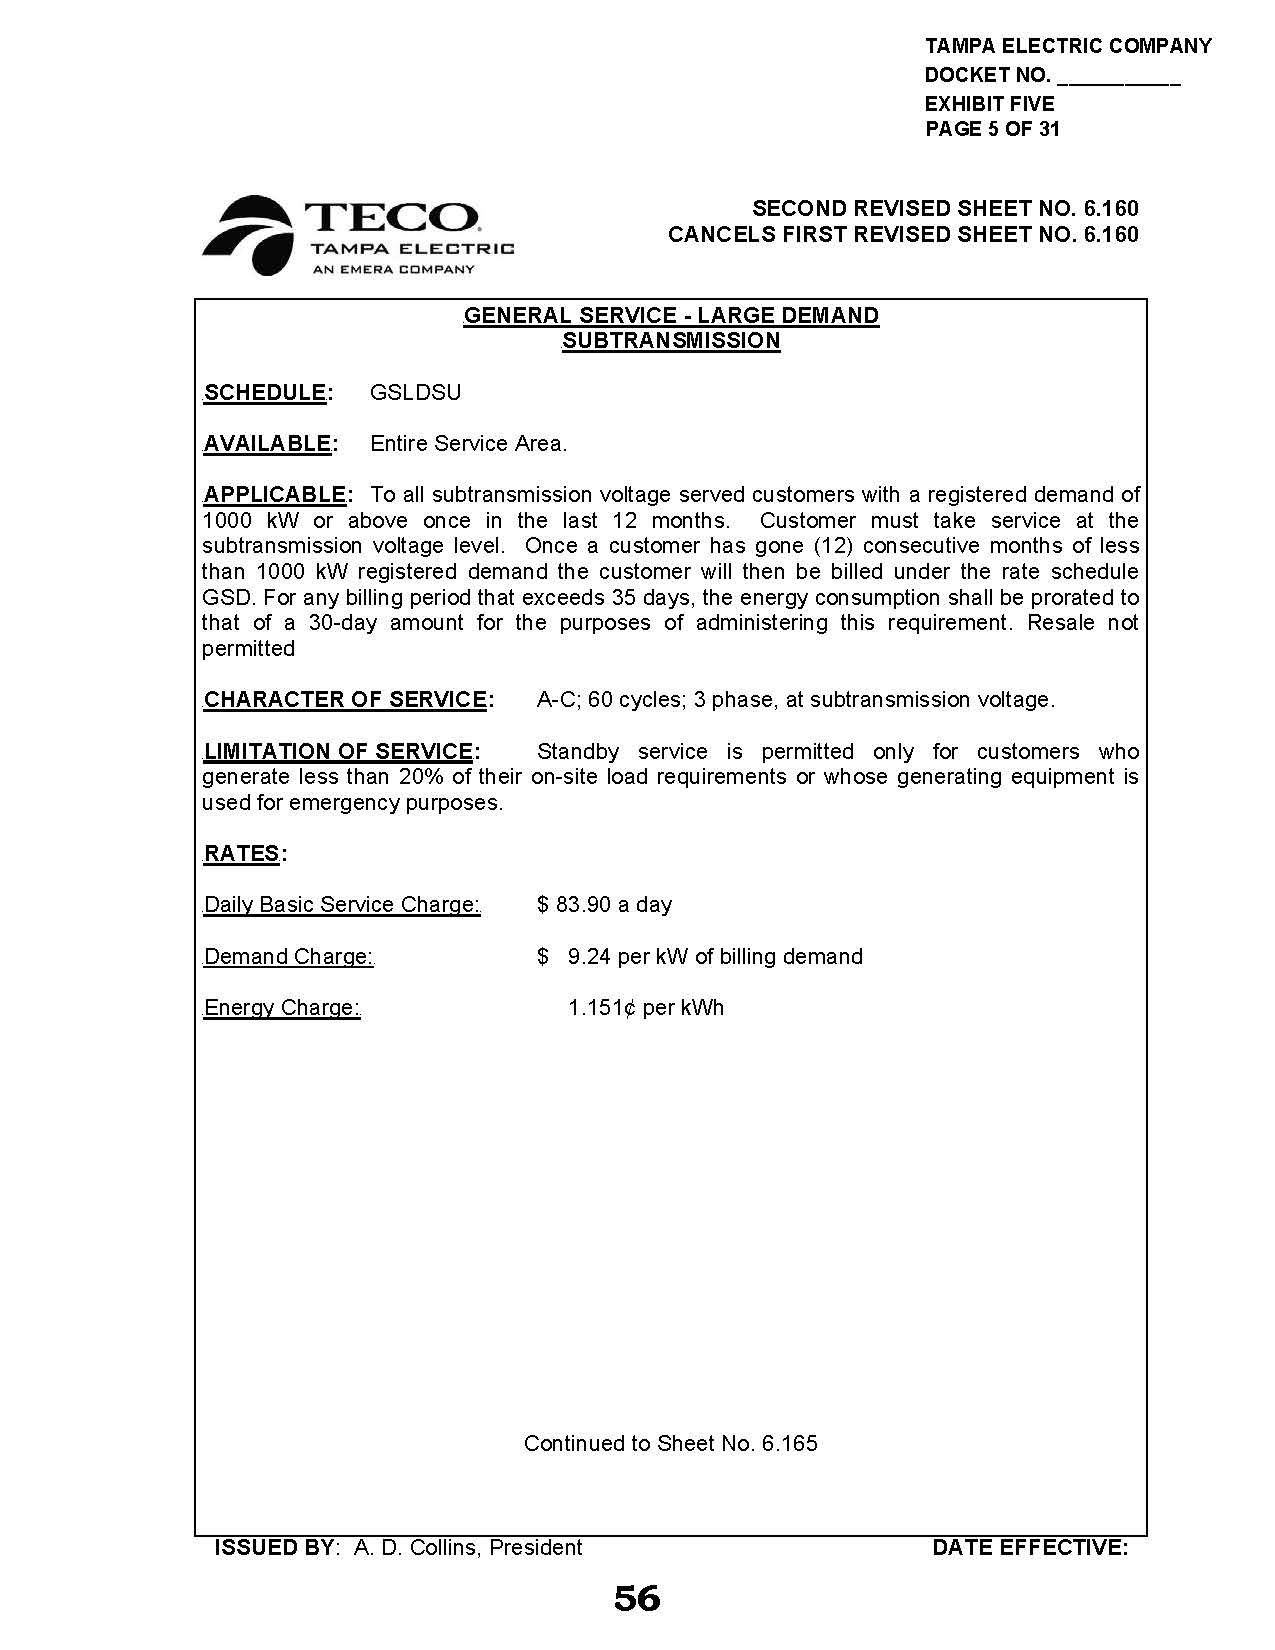 TAMPA ELECTRIC COMPANY
DOCKET NO. ___________
EXHIBIT FIVE
PAGE 5 OF 31
TECO.
TAMPA ELECTRIC
AN EMERA COMPANY
SECOND REVISED SHEET NO. 6.160
CANCELS FIRST REVISED SHEET NO. 6.160
GENERAL SERVICE - LARGE DEMAND
SUBTRANSMISSION
SCHEDULE: GSLDSU
AVAILABLE: Entire Service Area.
APPLICABLE: To all subtransmission voltage served customers with a registered demand of
1000 kW or above once in the last 12 months. Customer must take service at the
subtransmission voltage level. Once a customer has gone (12) consecutive months of less
than 1000 kW registered demand the customer will then be billed under the rate schedule
GSD. For any billing period that exceeds 35 days, the energy consumption shall be prorated to
that of a 30-day amount for the purposes of administering this requirement. Resale not
permitted
CHARACTER OF SERVICE: A-C; 60 cycles; 3 phase, at subtransmission voltage.
LIMITATION OF SERVICE: Standby service is permitted only for customers who
generate less than 20% of their on-site load requirements or whose generating equipment is
used for emergency purposes.
RATES:
Daily Basic Service Charge: $ 83.90 a day
Demand Charge: $ 9.24 per kW of billing demand
Energy Charge: 1.151¢ per kWh
Continued to Sheet No. 6.165
ISSUED BY: A. D. Collins, President DATE EFFECTIVE:
56